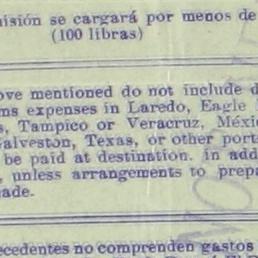 misión se cargará por menos de
(100 libras)
ove mentioned do not include d
ms expenses in Laredo, Eagle
s, Tampico or Veracruz, Méxi
Galveston, Texas, or other port
be paid at destination. in add
, unless arrangements to prepa
ade.
ecedentes no comprenden gastos